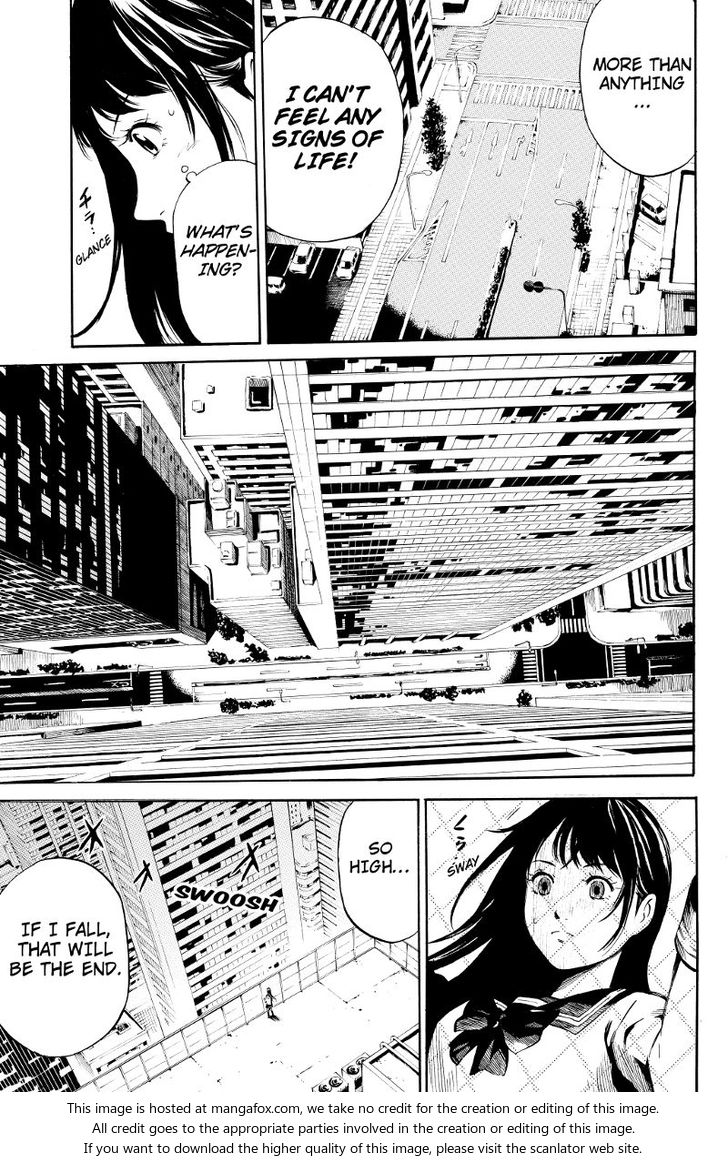 MORE THAN
ANYTHING
...
I CAN'T
FEEL ANY
SIGNS OF
LIFE!
WHAT'S
HAPPEN-
ING?
チラ…
GLANCE
くら
SWAY
SO
HIGH...
SWOOSH
IF I FALL,
THAT WILL
BE THE END.
This image is hosted at mangafox.com, we take no credit for the creation or editing of this image.
All credit goes to the appropriate parties involved in the creation or editing of this image.
If you want to download the higher quality of this image, please visit the scanlator web site.